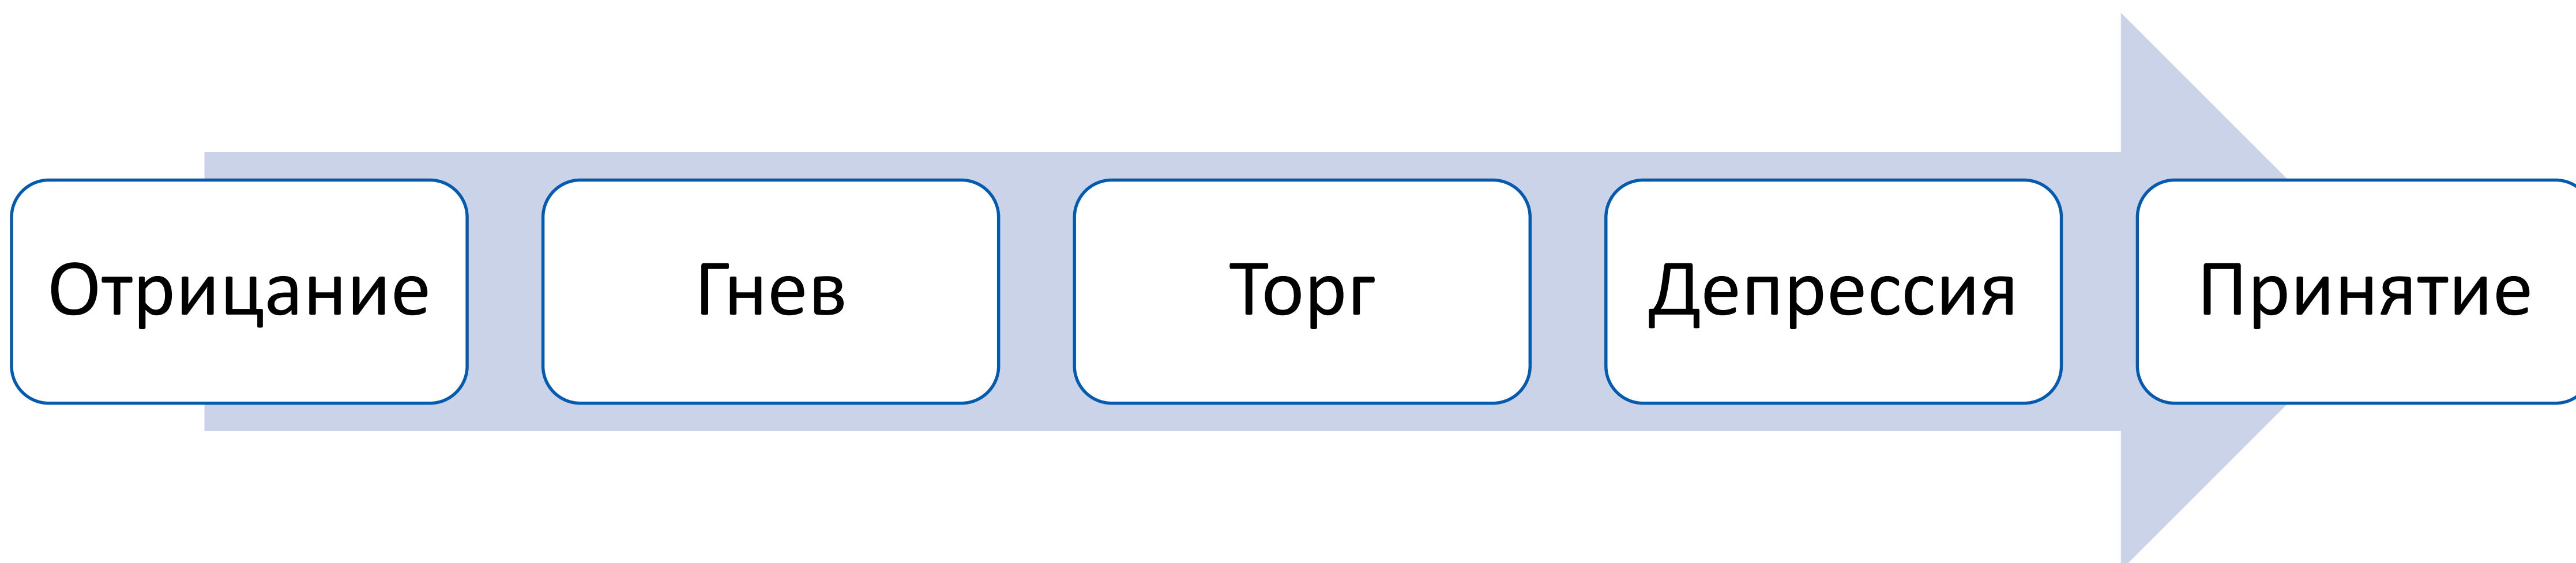 Отрицание
Гнев
Торг
Депрессия
Принятие